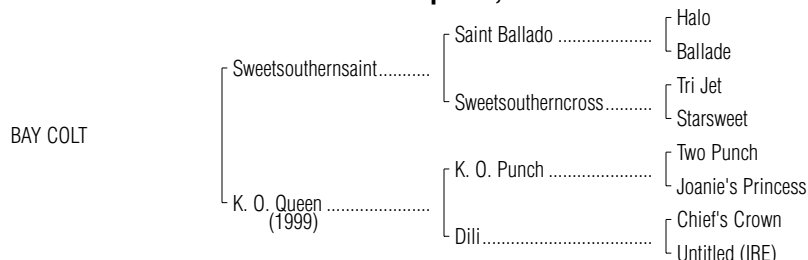 Halo
Saint Ballado ..................
Ballade
Sweetsouthernsaint...........
Tri Jet
Sweetsoutherncross..........
Starsweet
BAY COLT
Two Punch
K. O. Punch ....................
Joanie's Princess
K. O. Queen ....................
(1999)
Chief's Crown
Dili.................................
Untitled (IRE)